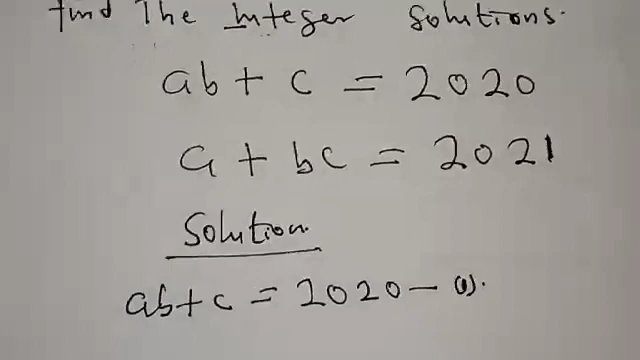 find The Integer Solutions.
ab + c = 2020
a + bc = 2021
Solution
ab+c = 2020 — (1).